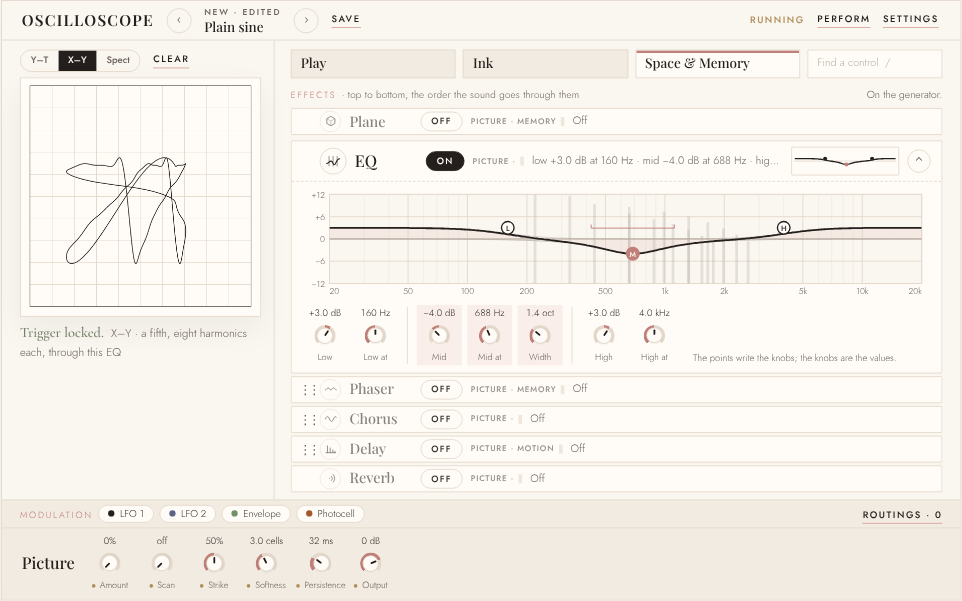 OSCILLOSCOPE
NEW · EDITED
Plain sine
SAVE
RUNNING
PERFORM
SETTINGS
Y–T
X–Y
Spect
CLEAR
Trigger locked. X–Y · a fifth, eight harmonics
each, through this EQ
Play
Ink
Space & Memory
Find a control /
EFFECTS · top to bottom, the order the sound goes through them
On the generator.
Plane OFF PICTURE · MEMORY Off
EQ ON PICTURE · low +3.0 dB at 160 Hz · mid −4.0 dB at 688 Hz · hig...
+12
+6
0
−6
−12
L
M
H
20 50 100 200 500 1k 2k 5k 10k 20k
+3.0 dB 160 Hz −4.0 dB 688 Hz 1.4 oct +3.0 dB 4.0 kHz
Low Low at Mid Mid at Width High High at
The points write the knobs; the knobs are the values.
Phaser OFF PICTURE · MEMORY Off
Chorus OFF PICTURE · Off
Delay OFF PICTURE · MOTION Off
Reverb OFF PICTURE · Off
MODULATION LFO 1 LFO 2 Envelope Photocell
ROUTINGS · 0
Picture
0% off 50% 3.0 cells 32 ms 0 dB
Amount Scan Strike Softness Persistence Output